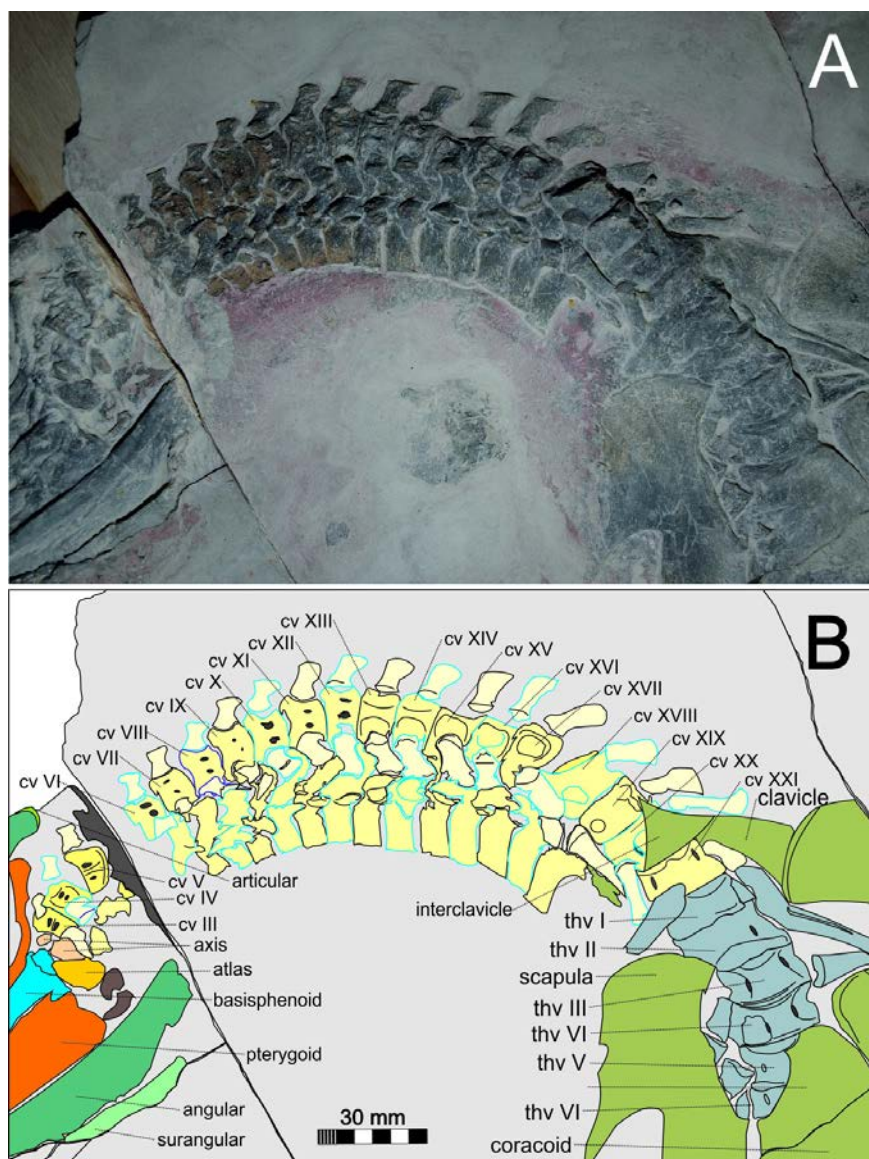 A
B
cv XIII
cv XII
cv XI
cv X
cv IX
cv VIII
cv VII
cv VI
cv XIV
cv XV
cv XVI
cv XVII
cv XVIII
cv XIX
cv XX
cv XXI
clavicle
cv V
articular
cv IV
cv III
axis
atlas
basisphenoid
pterygoid
angular
surangular
interclavicle
thv I
thv II
scapula
thv III
thv VI
thv V
thv VI
coracoid
30 mm